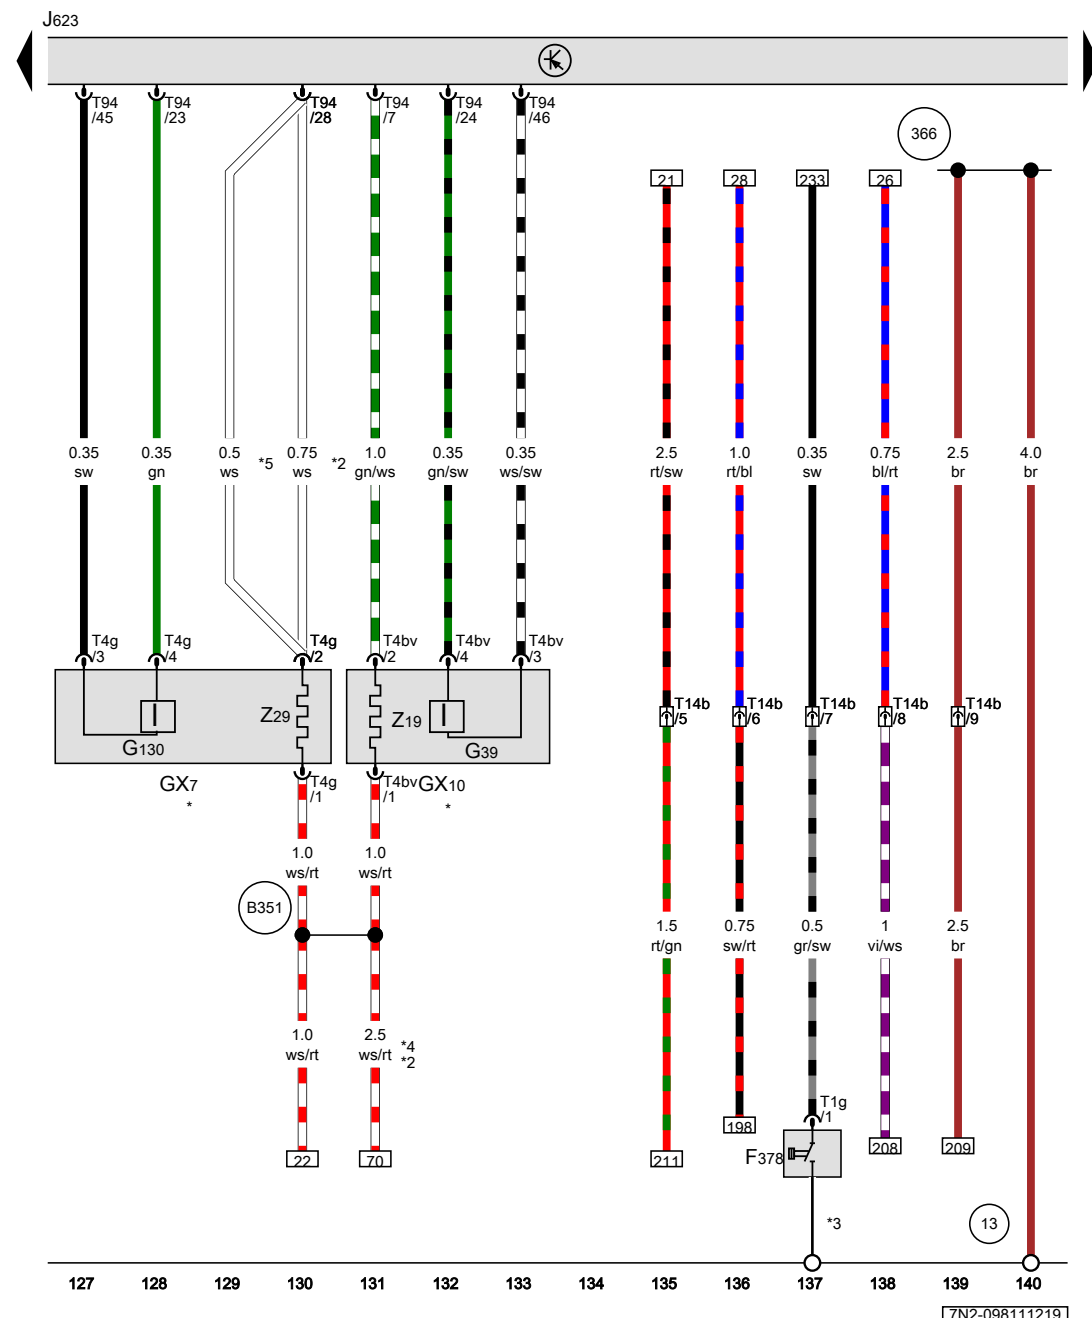 J623
T94 T94 T94 T94 T94 T94
/45 /23 /28 /7 /24 /46
366
21 28 233 26
0.35 0.35 0.5 0.75 1.0 0.35 0.35 2.5 1.0 0.35 0.75 2.5 4.0
sw gn ws *5 ws *2 gn/ws gn/sw ws/sw rt/sw rt/bl sw bl/rt br br
T4g T4g T4g T4bv T4bv T4bv
/3 /4 /2 /2 /4 /3
T14b T14b T14b T14b T14b
/5 /6 /7 /8 /9
Z29 Z19
G130 G39
GX7 T4g T4bv GX10
* /1 /1 *
1.0 1.0
ws/rt ws/rt
B351
1.5 0.75 0.5 1 2.5
rt/gn sw/rt gr/sw vi/ws br
1.0 2.5 *4
ws/rt ws/rt *2
T1g
/1
198
22 70 211 F378 208 209
*3 13
127 128 129 130 131 132 133 134 135 136 137 138 139 140
7N2-098111219